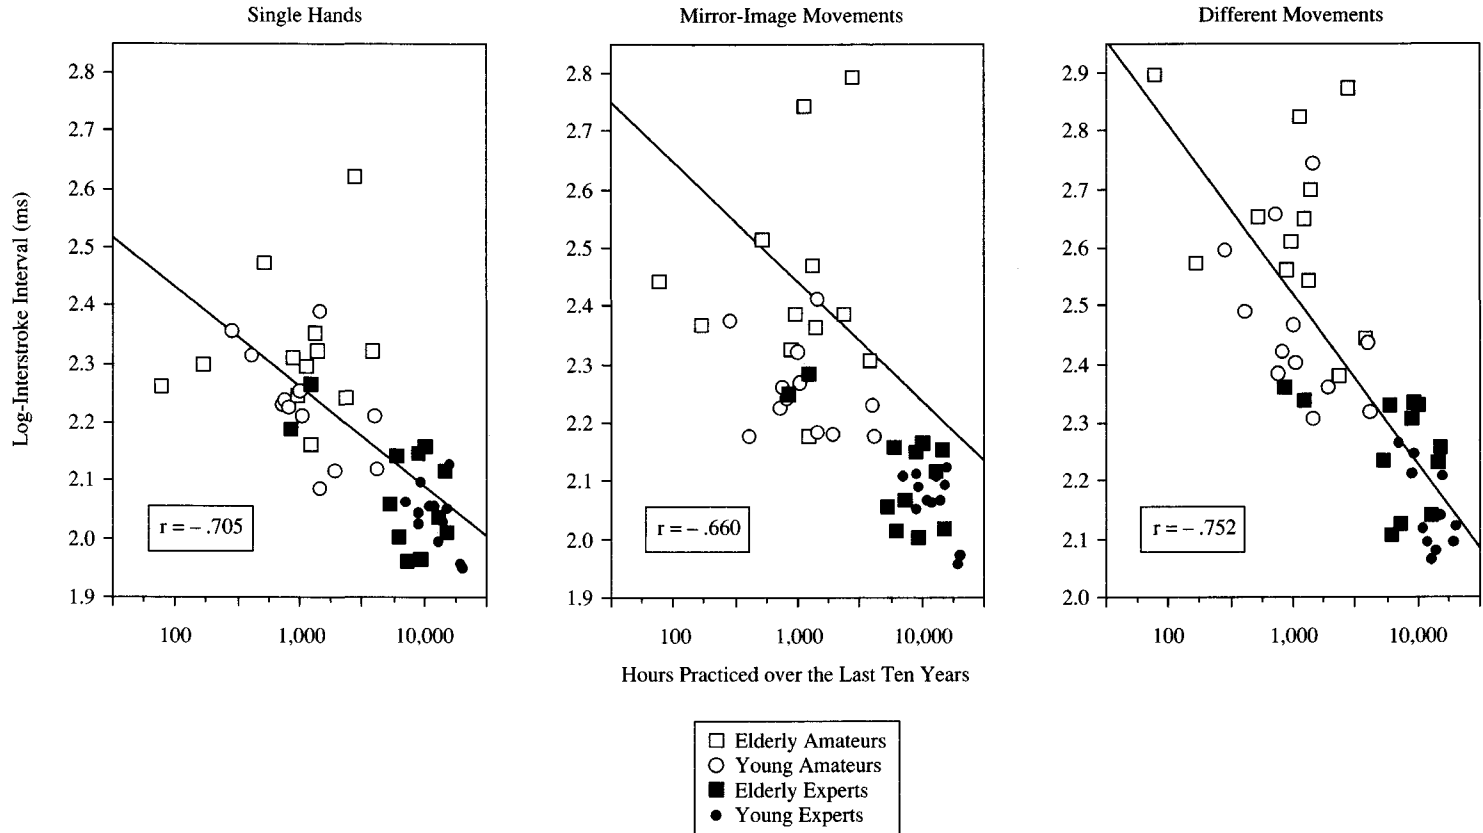 Single Hands
Mirror-Image Movements
Different Movements
Log-Interstroke Interval (ms)
2.8
2.7
2.6
2.5
2.4
2.3
2.2
2.1
2.0
1.9
r = – .705
100 1,000 10,000
2.8
2.7
2.6
2.5
2.4
2.3
2.2
2.1
2.0
1.9
r = – .660
100 1,000 10,000
2.9
2.8
2.7
2.6
2.5
2.4
2.3
2.2
2.1
2.0
r = – .752
100 1,000 10,000
Hours Practiced over the Last Ten Years
Elderly Amateurs
Young Amateurs
Elderly Experts
Young Experts